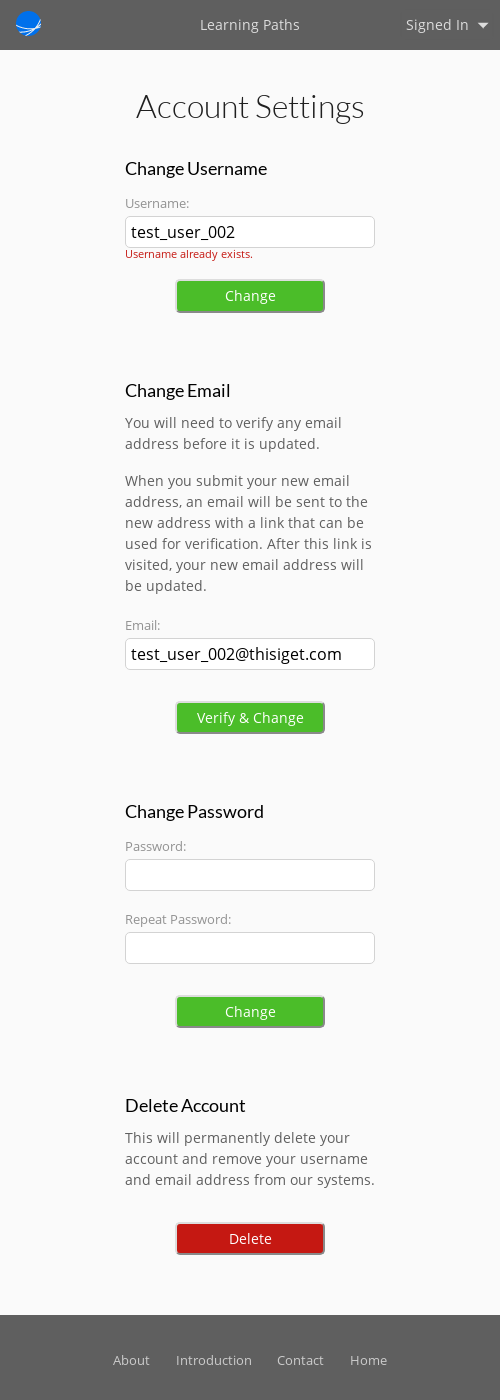 Learning Paths
Signed In
Account Settings
Change Username
Username:
test_user_002
Username already exists.
Change
Change Email
You will need to verify any email
address before it is updated.
When you submit your new email
address, an email will be sent to the
new address with a link that can be
used for verification. After this link is
visited, your new email address will
be updated.
Email:
test_user_002@thisiget.com
Verify & Change
Change Password
Password:
Repeat Password:
Change
Delete Account
This will permanently delete your
account and remove your username
and email address from our systems.
Delete
About Introduction Contact Home